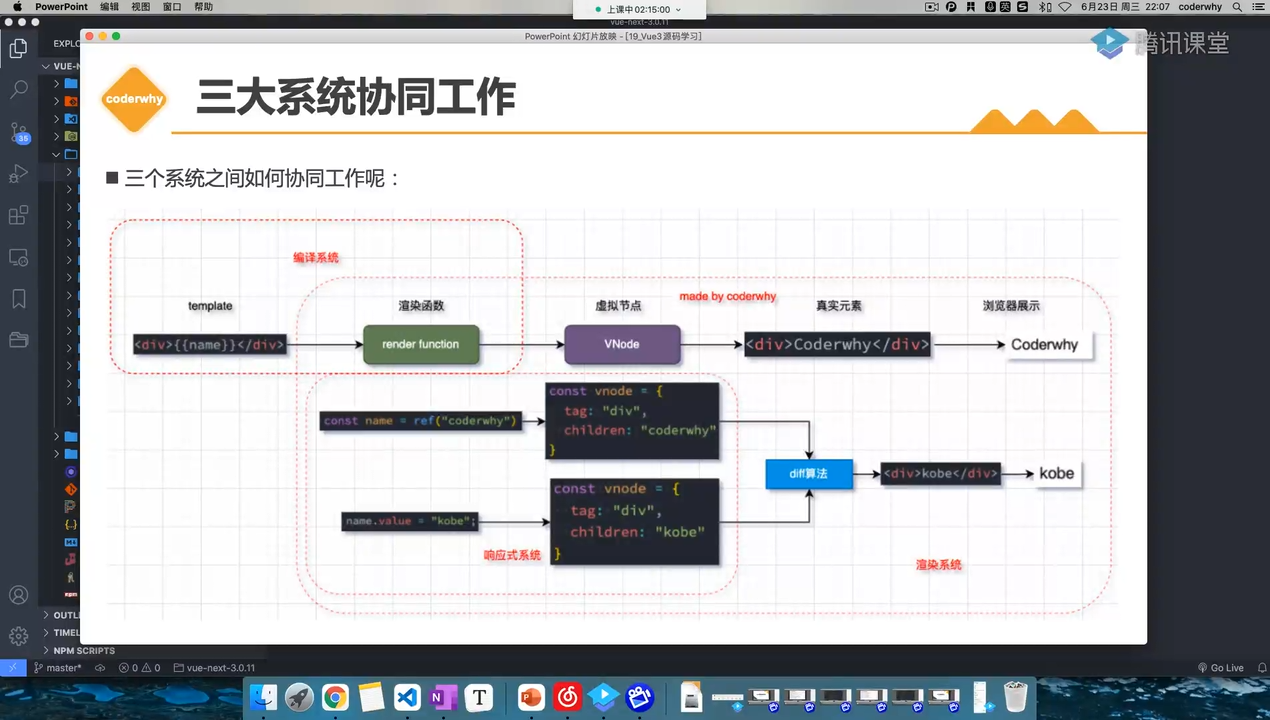 PowerPoint 编辑 视图 窗口 帮助
上课中 02:15:00
6月23日 周三 22:07 coderwhy
vue-next-3.0.11
PowerPoint 幻灯片放映 - [19_Vue3源码学习]
腾讯课堂
EXPLO
VUE-N
35
coderwhy
三大系统协同工作
三个系统之间如何协同工作呢：
编译系统
made by coderwhy
template 渲染函数 虚拟节点 真实元素 浏览器展示
<div>{{name}}</div> render function VNode <div>Coderwhy</div> Coderwhy
const name = ref("coderwhy")
const vnode = {
tag: "div",
children: "coderwhy"
}
diff算法 <div>kobe</div> kobe
name.value = "kobe";
const vnode = {
tag: "div",
children: "kobe"
}
响应式系统
渲染系统
OUTLI
TIMEL
NPM SCRIPTS
master* 0 0 vue-next-3.0.11 Go Live